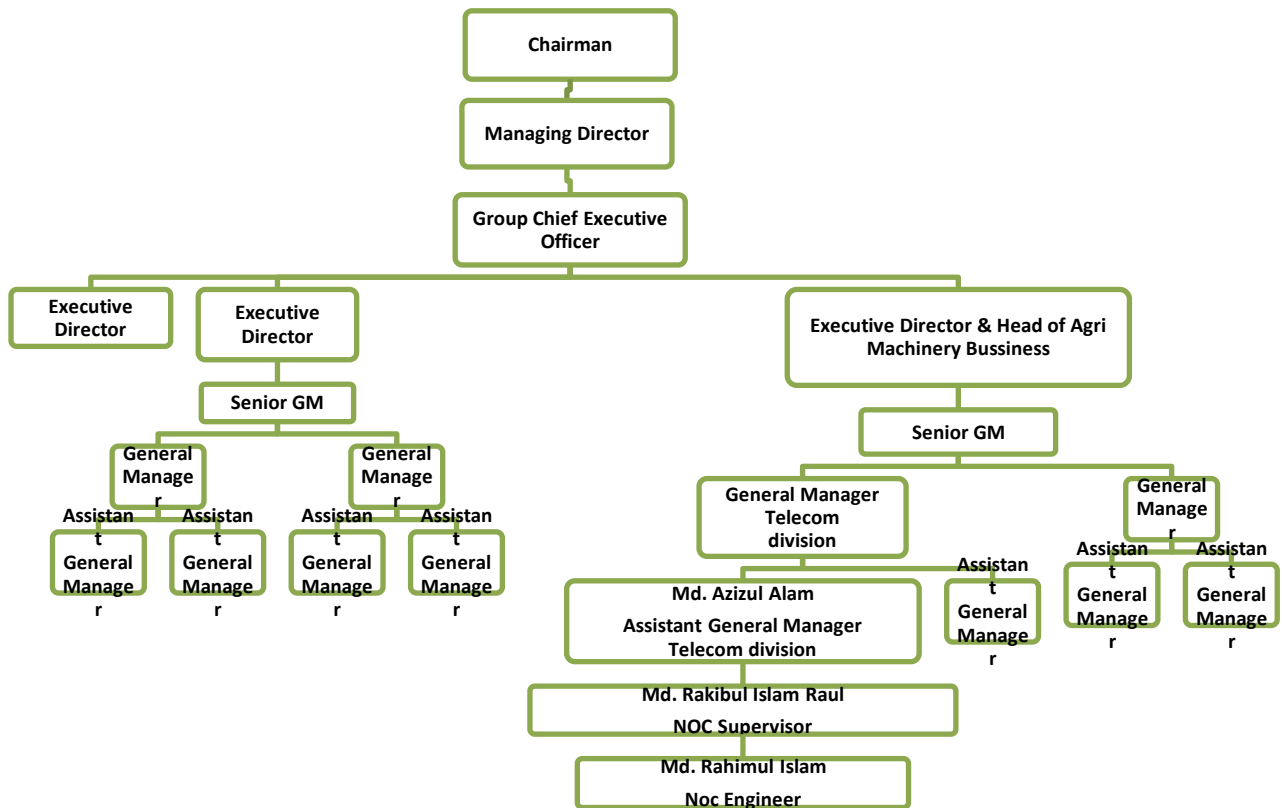 Chairman
Managing Director
Group Chief Executive
Officer
Executive
Director
Executive
Director
Executive Director & Head of Agri
Machinery Bussiness
Senior GM
Senior GM
General
Manage
r
General
Manage
r
General Manager
Telecom
division
General
Manage
r
Assistan
t
General
Manage
r
Assistan
t
General
Manage
r
Assistan
t
General
Manage
r
Assistan
t
General
Manage
r
Md. Azizul Alam
Assistant General Manager
Telecom division
Assistan
t
General
Manage
r
Assistan
t
General
Manage
r
Assistan
t
General
Manage
r
Md. Rakibul Islam Raul
NOC Supervisor
Md. Rahimul Islam
Noc Engineer